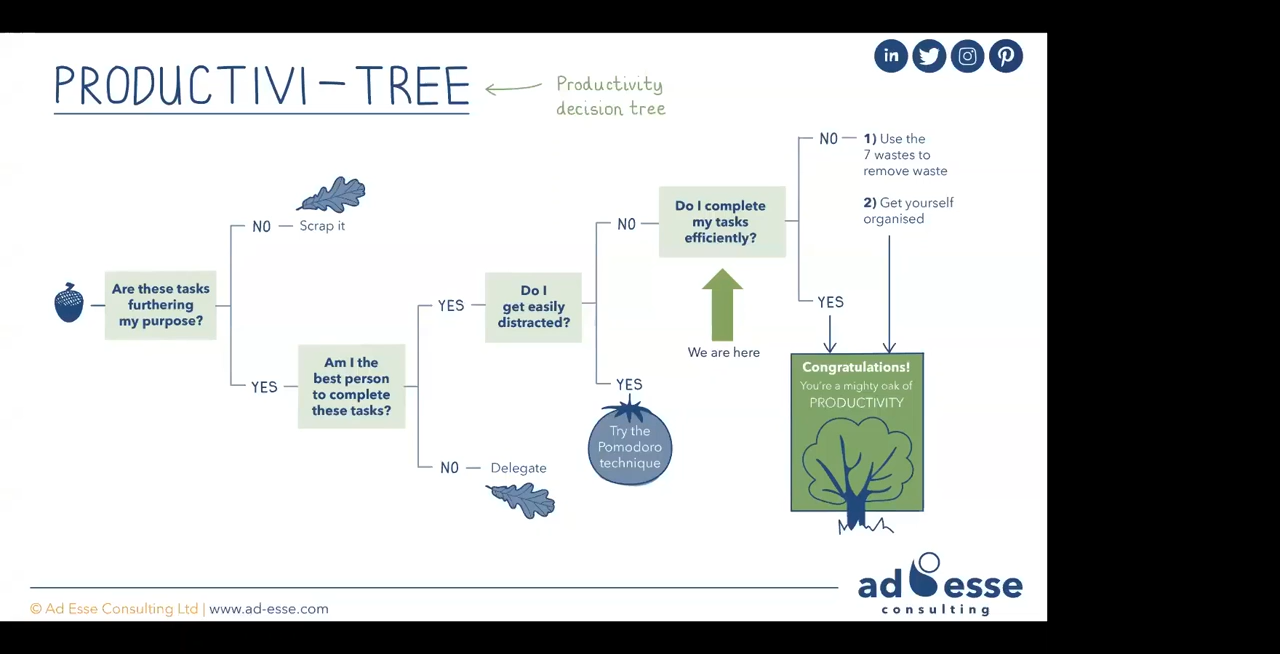 PRODUCTIVI-TREE
Productivity
decision tree
in
NO
1) Use the
7 wastes to
remove waste
2) Get yourself
organised
NO
Scrap it
Do I complete
my tasks
efficiently?
NO
Are these tasks
furthering
my purpose?
YES
Do I
get easily
distracted?
YES
We are here
Am I the
best person
to complete
these tasks?
YES
YES
Congratulations!
You're a mighty oak of
PRODUCTIVITY
Try the
Pomodoro
technique
NO
Delegate
ad esse
consulting
© Ad Esse Consulting Ltd | www.ad-esse.com